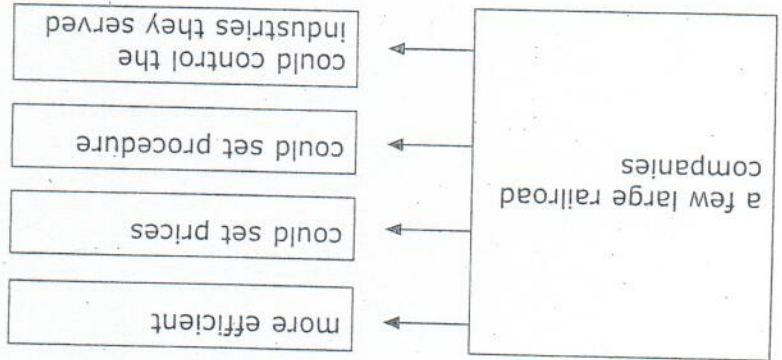 a few large railroad
companies
more efficient
could set prices
could set procedure
could control the
industries they served